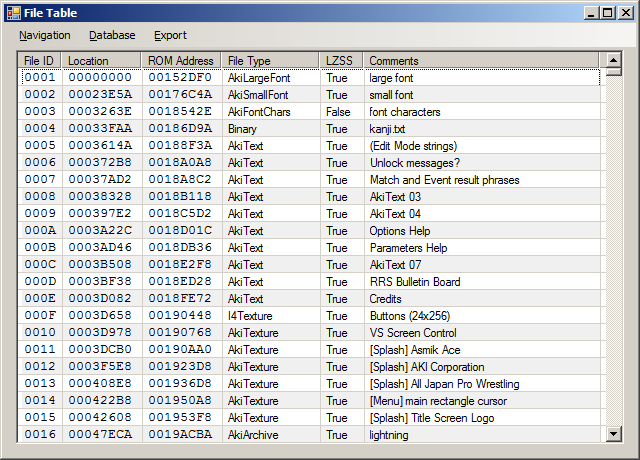 File Table
Navigation Database Export
File ID Location ROM Address File Type LZSS Comments
0001 00000000 00152DF0 AkiLargeFont True large font
0002 00023E5A 00176C4A AkiSmallFont True small font
0003 0003263E 0018542E AkiFontChars False font characters
0004 00033FAA 00186D9A Binary True kanji.txt
0005 0003614A 00188F3A AkiText True (Edit Mode strings)
0006 000372B8 0018A0A8 AkiText True Unlock messages?
0007 00037AD2 0018A8C2 AkiText True Match and Event result phrases
0008 00038328 0018B118 AkiText True AkiText 03
0009 000397E2 0018C5D2 AkiText True AkiText 04
000A 0003A22C 0018D01C AkiText True Options Help
000B 0003AD46 0018DB36 AkiText True Parameters Help
000C 0003B508 0018E2F8 AkiText True AkiText 07
000D 0003BF38 0018ED28 AkiText True RRS Bulletin Board
000E 0003D082 0018FE72 AkiText True Credits
000F 0003D658 00190448 I4Texture True Buttons (24x256)
0010 0003D978 00190768 AkiTexture True VS Screen Control
0011 0003DCB0 00190AA0 AkiTexture True [Splash] Asmik Ace
0012 0003F5E8 001923D8 AkiTexture True [Splash] AKI Corporation
0013 000408E8 001936D8 AkiTexture True [Splash] All Japan Pro Wrestling
0014 000422B8 001950A8 AkiTexture True [Menu] main rectangle cursor
0015 00042608 001953F8 AkiTexture True [Splash] Title Screen Logo
0016 00047ECA 0019ACBA AkiArchive True lightning